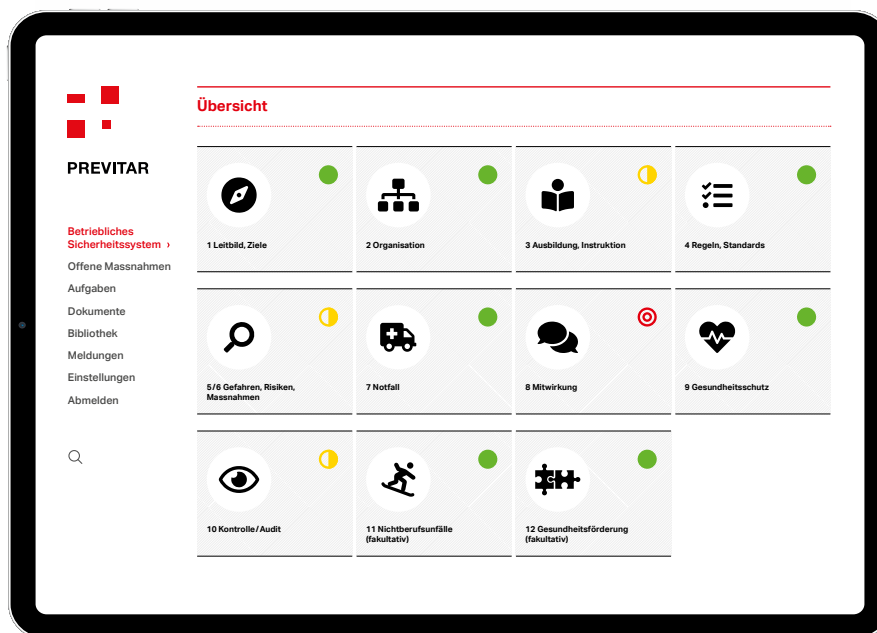 Übersicht
PREVITAR
Betriebliches
Sicherheitssystem ›
Offene Massnahmen
Aufgaben
Dokumente
Bibliothek
Meldungen
Einstellungen
Abmelden
1 Leitbild, Ziele
2 Organisation
3 Ausbildung, Instruktion
4 Regeln, Standards
5/6 Gefahren, Risiken,
Massnahmen
7 Notfall
8 Mitwirkung
9 Gesundheitsschutz
10 Kontrolle/Audit
11 Nichtberufsunfälle
(fakultativ)
12 Gesundheitsförderung
(fakultativ)